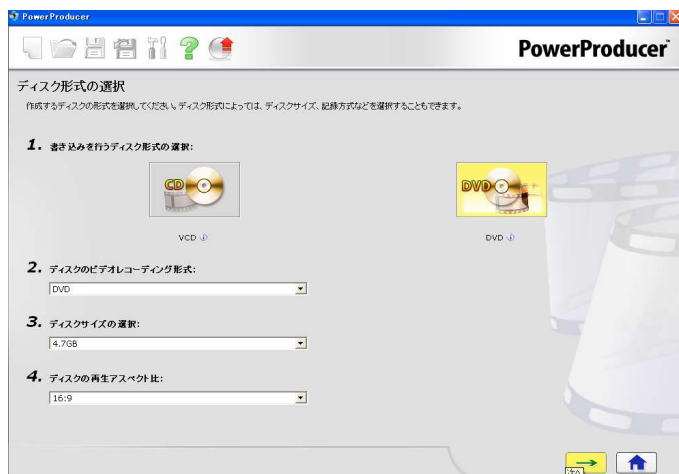 PowerProducer
PowerProducer
ディスク形式の選択
作成するディスクの形式を選択してください。ディスク形式によっては、ディスクサイズ、記録方式などを選択することもできます。
1. 書き込みを行うディスク形式の選択:
CD
DVD
VCD
DVD
2. ディスクのビデオレコーディング形式:
DVD
3. ディスクサイズの選択:
4.7GB
4. ディスクの再生アスペクト比:
16:9
次へ